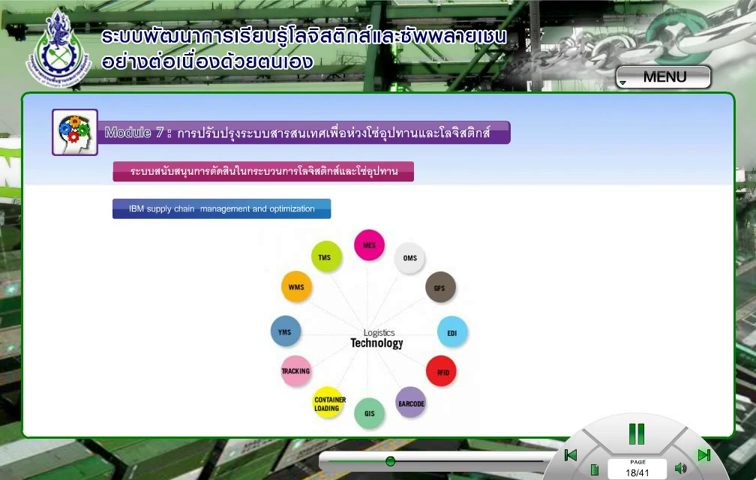 ระบบพัฒนาการเรียนรู้โลจิสติกส์และซัพพลายเชน
อย่างต่อเนื่องด้วยตนเอง
MENU
Module 7 : การปรับปรุงระบบสารสนเทศเพื่อห่วงโซ่อุปทานและโลจิสติกส์
ระบบสนับสนุนการตัดสินในกระบวนการโลจิสติกส์และโซ่อุปทาน
IBM supply chain management and optimization
MES
TMS
OMS
WMS
GFS
YMS
EDI
Logistics
Technology
TRACKING
RFID
CONTAINER
LOADING
EARCODE
GIS
PAGE
18/41